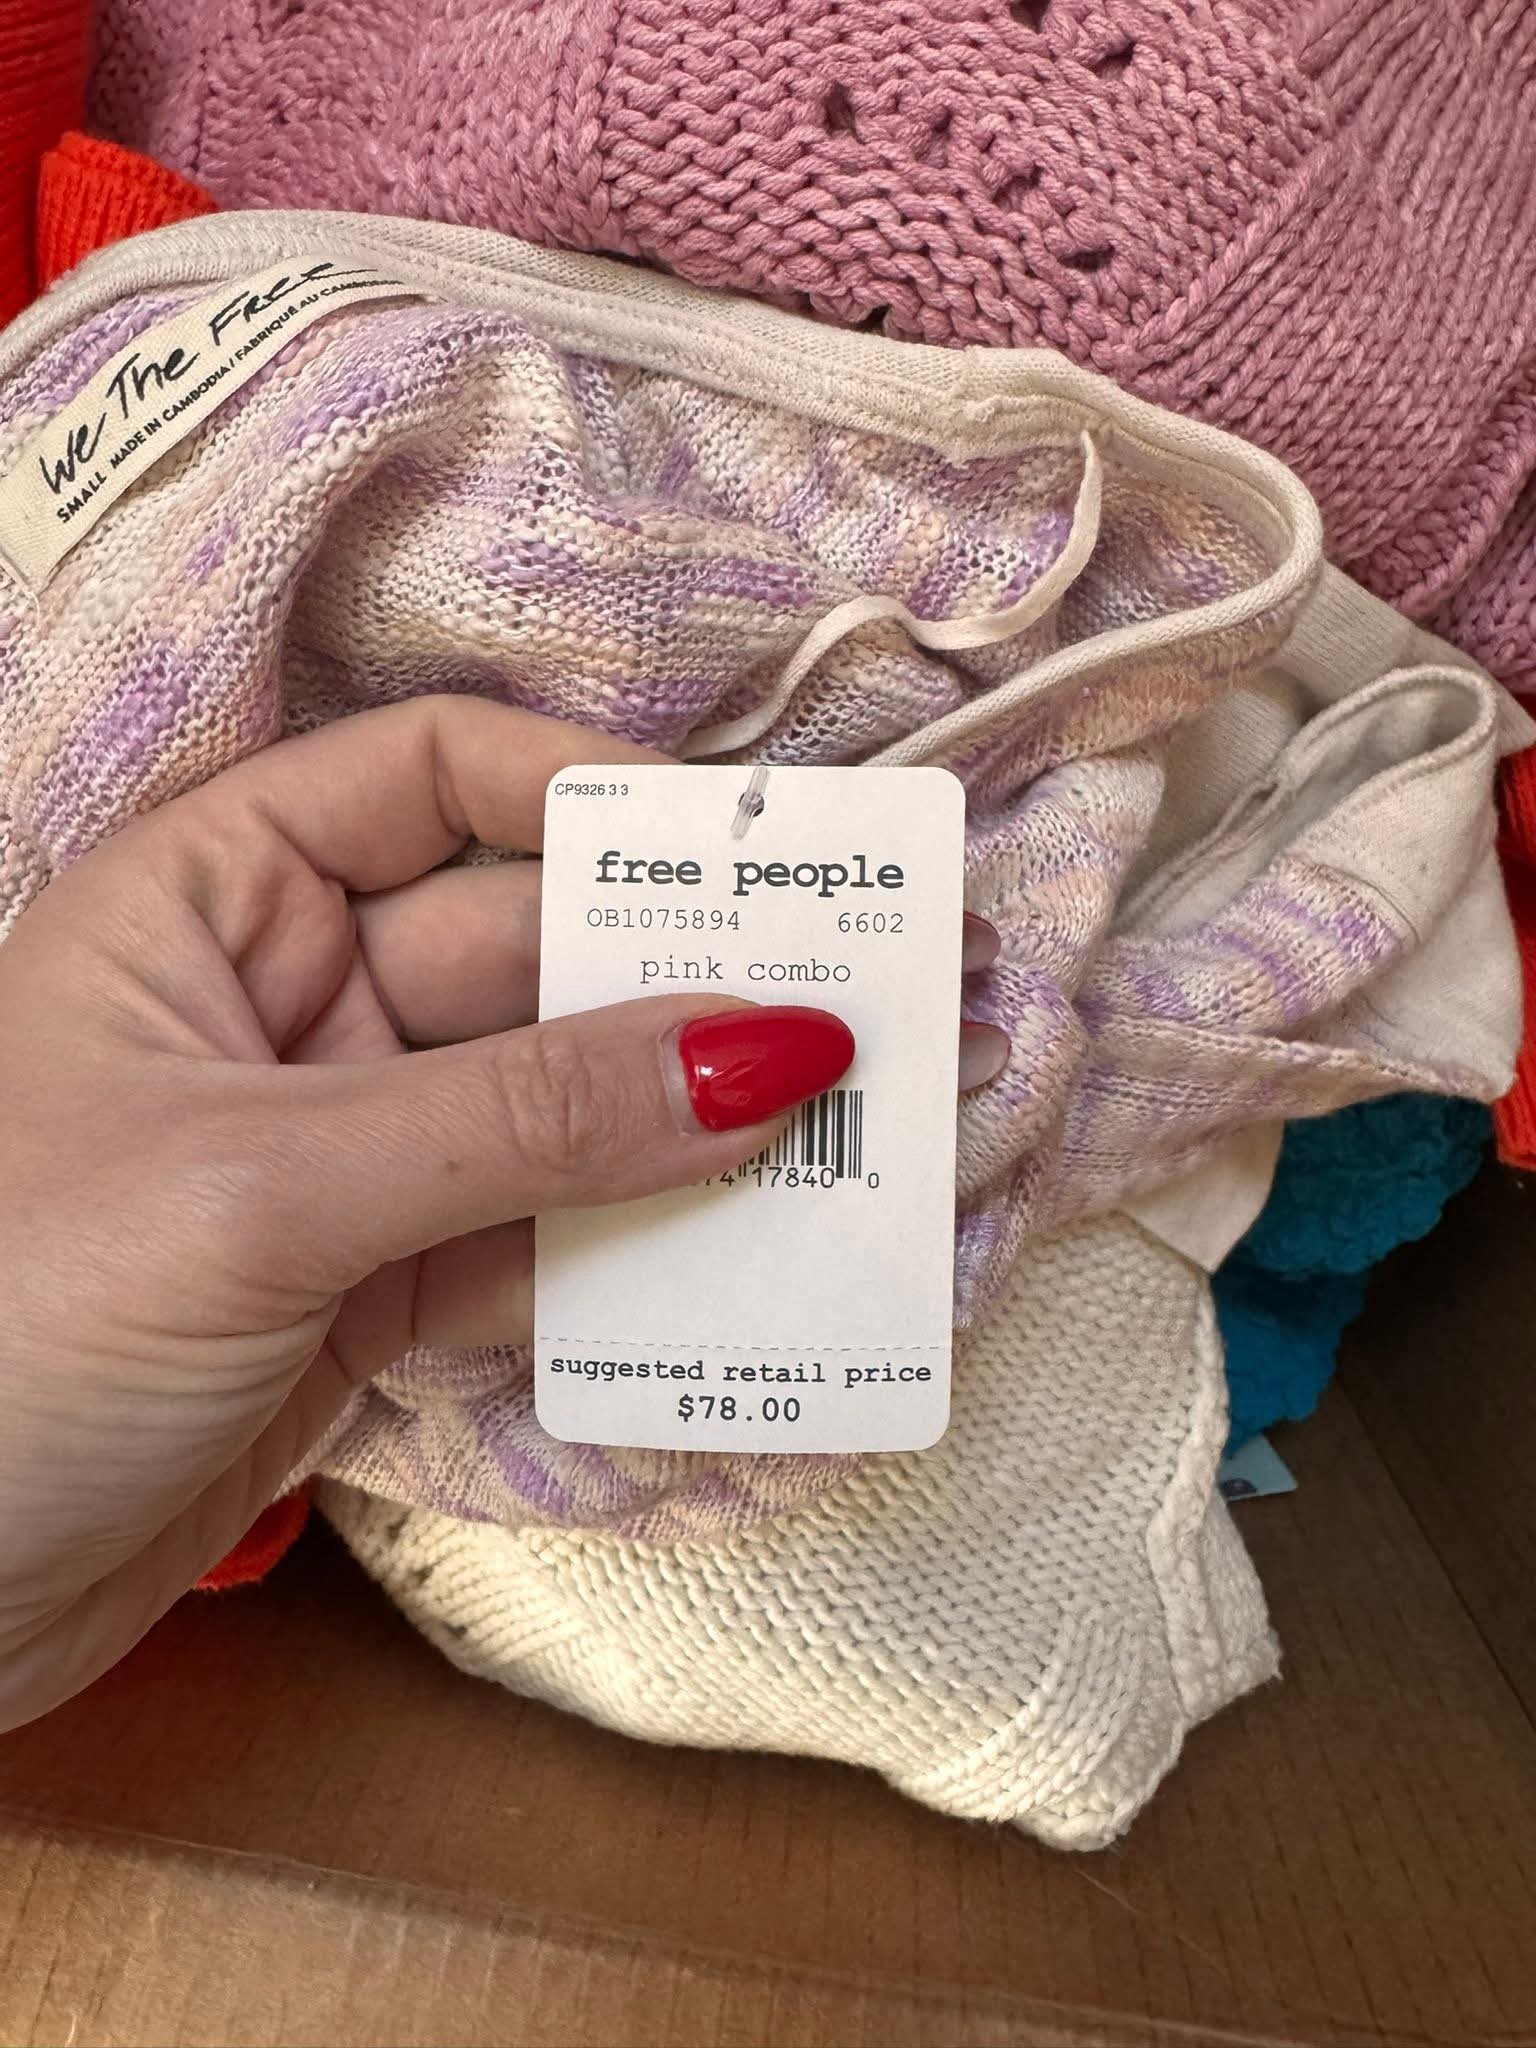 We The Free
SMALL MADE IN CAMBODIA / FABRIQUÉ AU CAMBODGE
CP9326 3 3
free people
OB1075894 6602
pink combo
74 17840 0
suggested retail price
$78.00